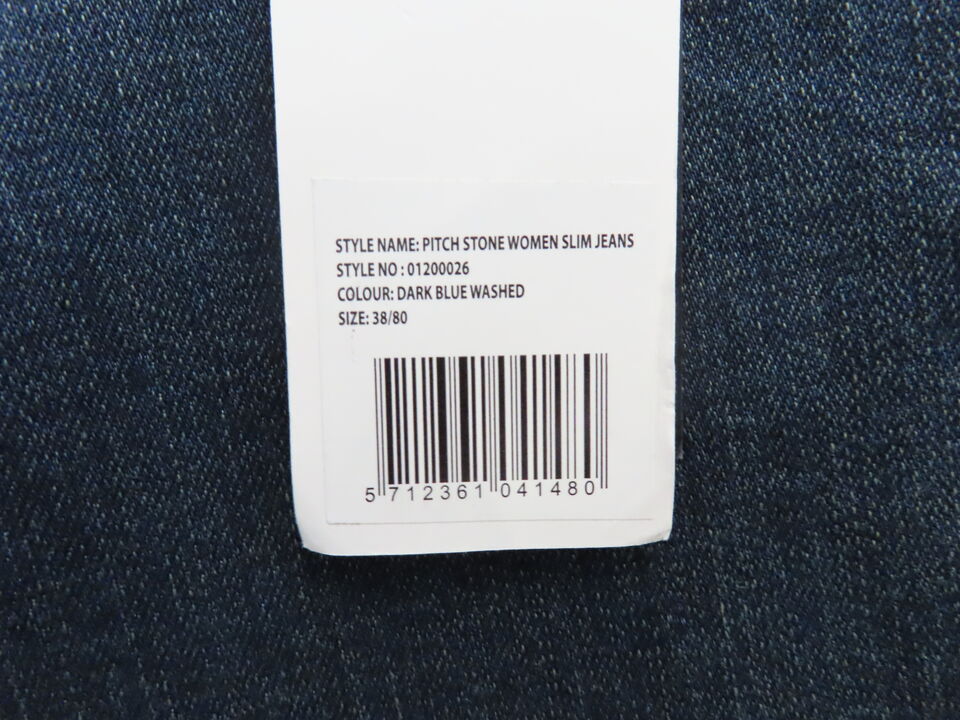 STYLE NAME: PITCH STONE WOMEN SLIM JEANS
STYLE NO : 01200026
COLOUR: DARK BLUE WASHED
SIZE: 38/80
5 712361 041480